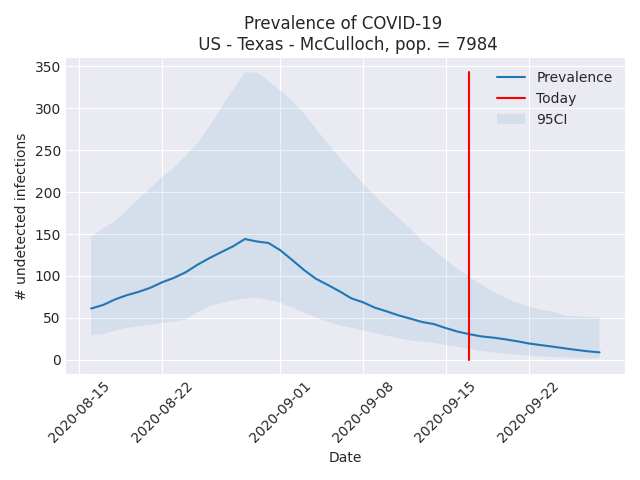 Prevalence of COVID-19
US - Texas - McCulloch, pop. = 7984
350
300
250
200
150
100
50
0
# undetected infections
Prevalence
Today
95CI
2020-08-15
2020-08-22
2020-09-01
2020-09-08
2020-09-15
2020-09-22
Date